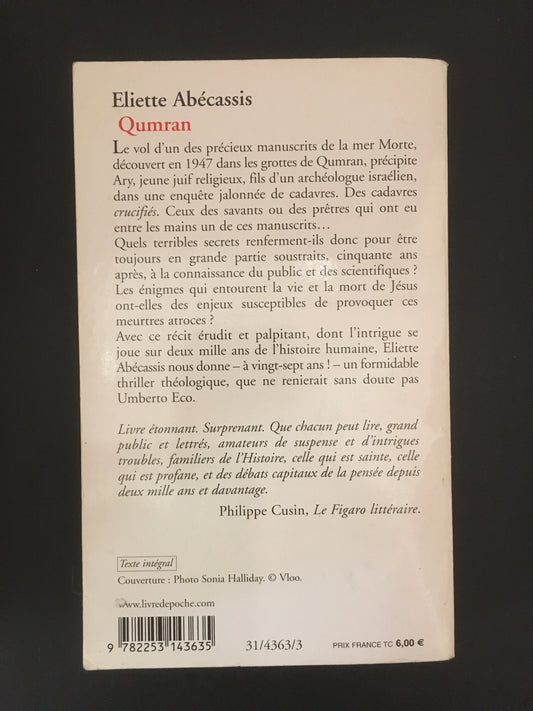 Eliette Abécassis
Qumran
Le vol d'un des précieux manuscrits de la mer Morte,
découvert en 1947 dans les grottes de Qumran, précipite
Ary, jeune juif religieux, fils d'un archéologue israélien,
dans une enquête jalonnée de cadavres. Des cadavres
crucifiés. Ceux des savants ou des prêtres qui ont eu
entre les mains un de ces manuscrits…
Quels terribles secrets renferment-ils donc pour être
toujours en grande partie soustraits, cinquante ans
après, à la connaissance du public et des scientifiques ?
Les énigmes qui entourent la vie et la mort de Jésus
ont-elles des enjeux susceptibles de provoquer ces
meurtres atroces ?
Avec ce récit érudit et palpitant, dont l'intrigue se
joue sur deux mille ans de l'histoire humaine, Eliette
Abécassis nous donne – à vingt-sept ans ! – un formidable
thriller théologique, que ne renierait sans doute pas
Umberto Eco.
Livre étonnant. Surprenant. Que chacun peut lire, grand
public et lettrés, amateurs de suspense et d'intrigues
troubles, familiers de l'Histoire, celle qui est sainte, celle
qui est profane, et des débats capitaux de la pensée depuis
deux mille ans et davantage.
Philippe Cusin, Le Figaro littéraire.
Texte intégral
Couverture : Photo Sonia Halliday. © Vloo.
www.livredepoche.com
9 782253 143635
31/4363/3
PRIX FRANCE TC 6,00 €